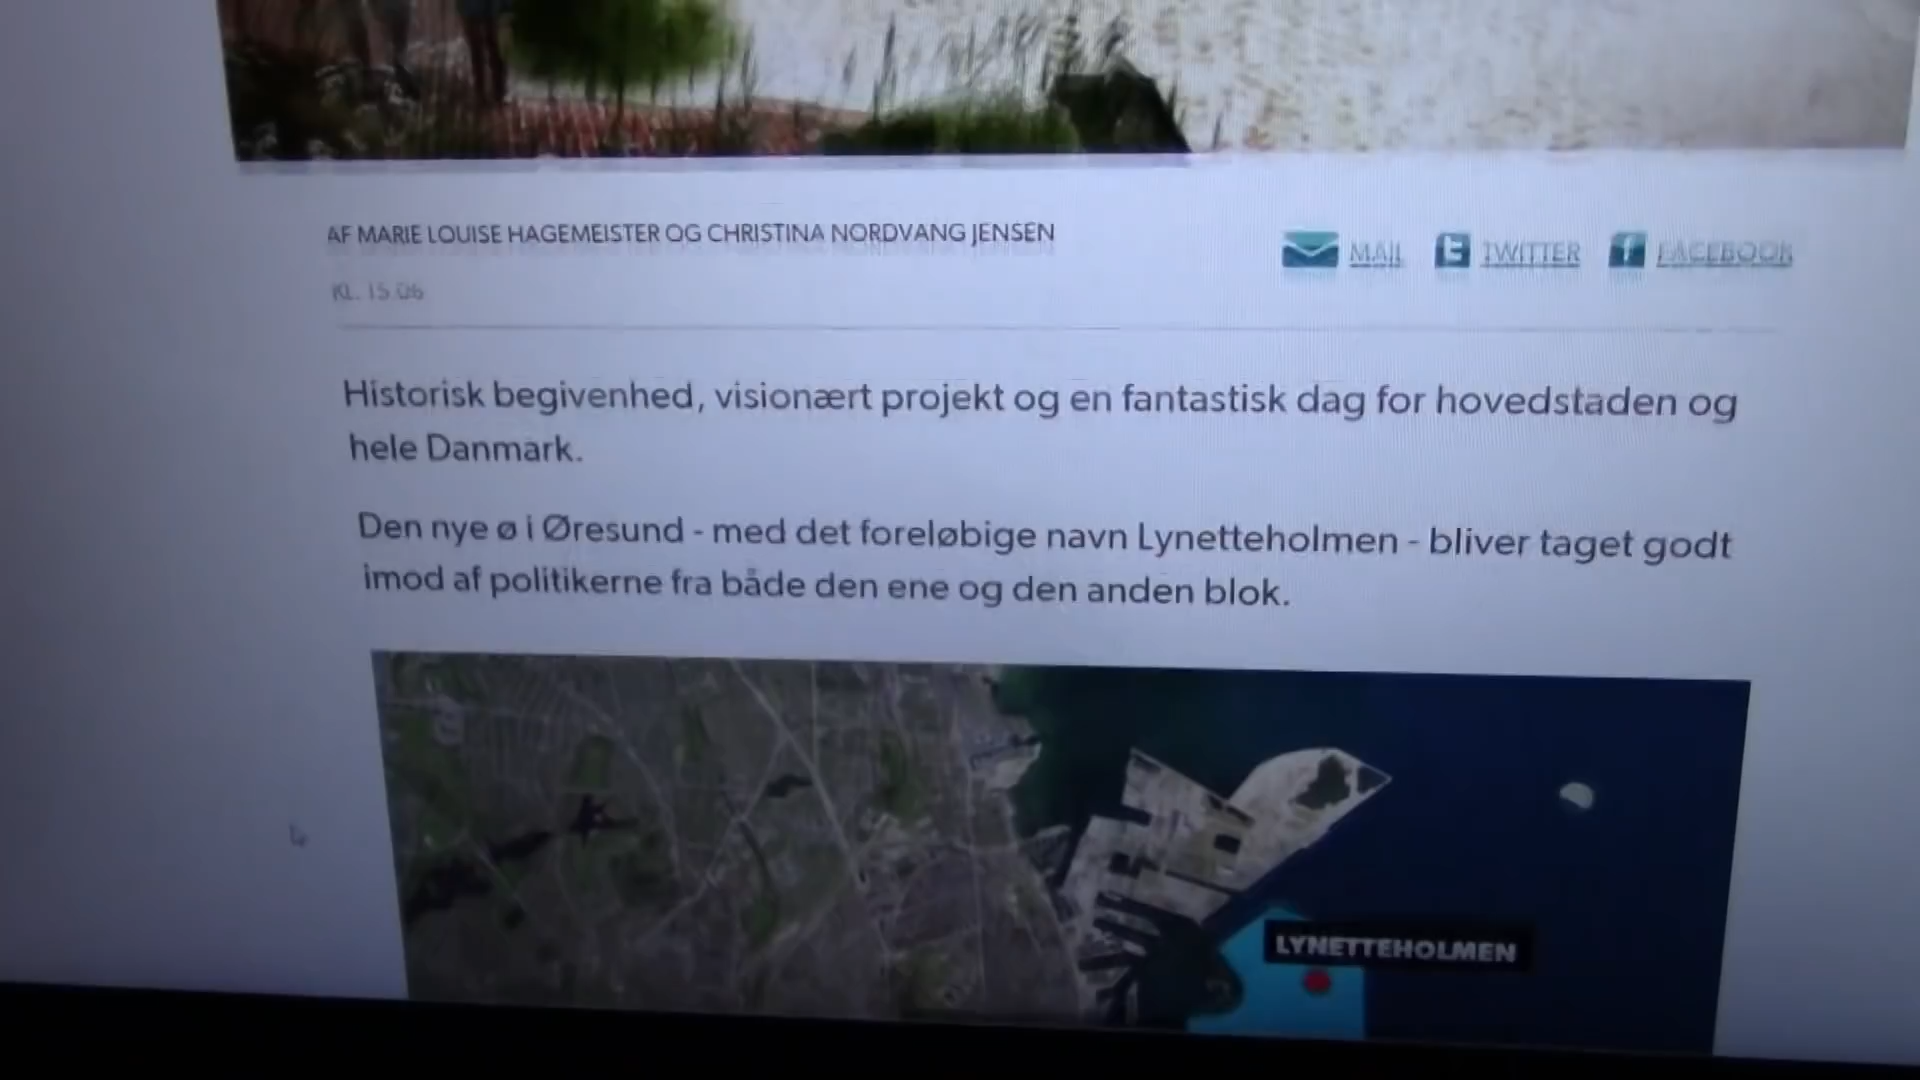 AF MARIE LOUISE HAGEMEISTER OG CHRISTINA NORDVANG JENSEN
MAIL TWITTER FACEBOOK
KL. 15.06
Historisk begivenhed, visionært projekt og en fantastisk dag for hovedstaden og
hele Danmark.
Den nye ø i Øresund - med det foreløbige navn Lynetteholmen - bliver taget godt
imod af politikerne fra både den ene og den anden blok.
LYNETTEHOLMEN